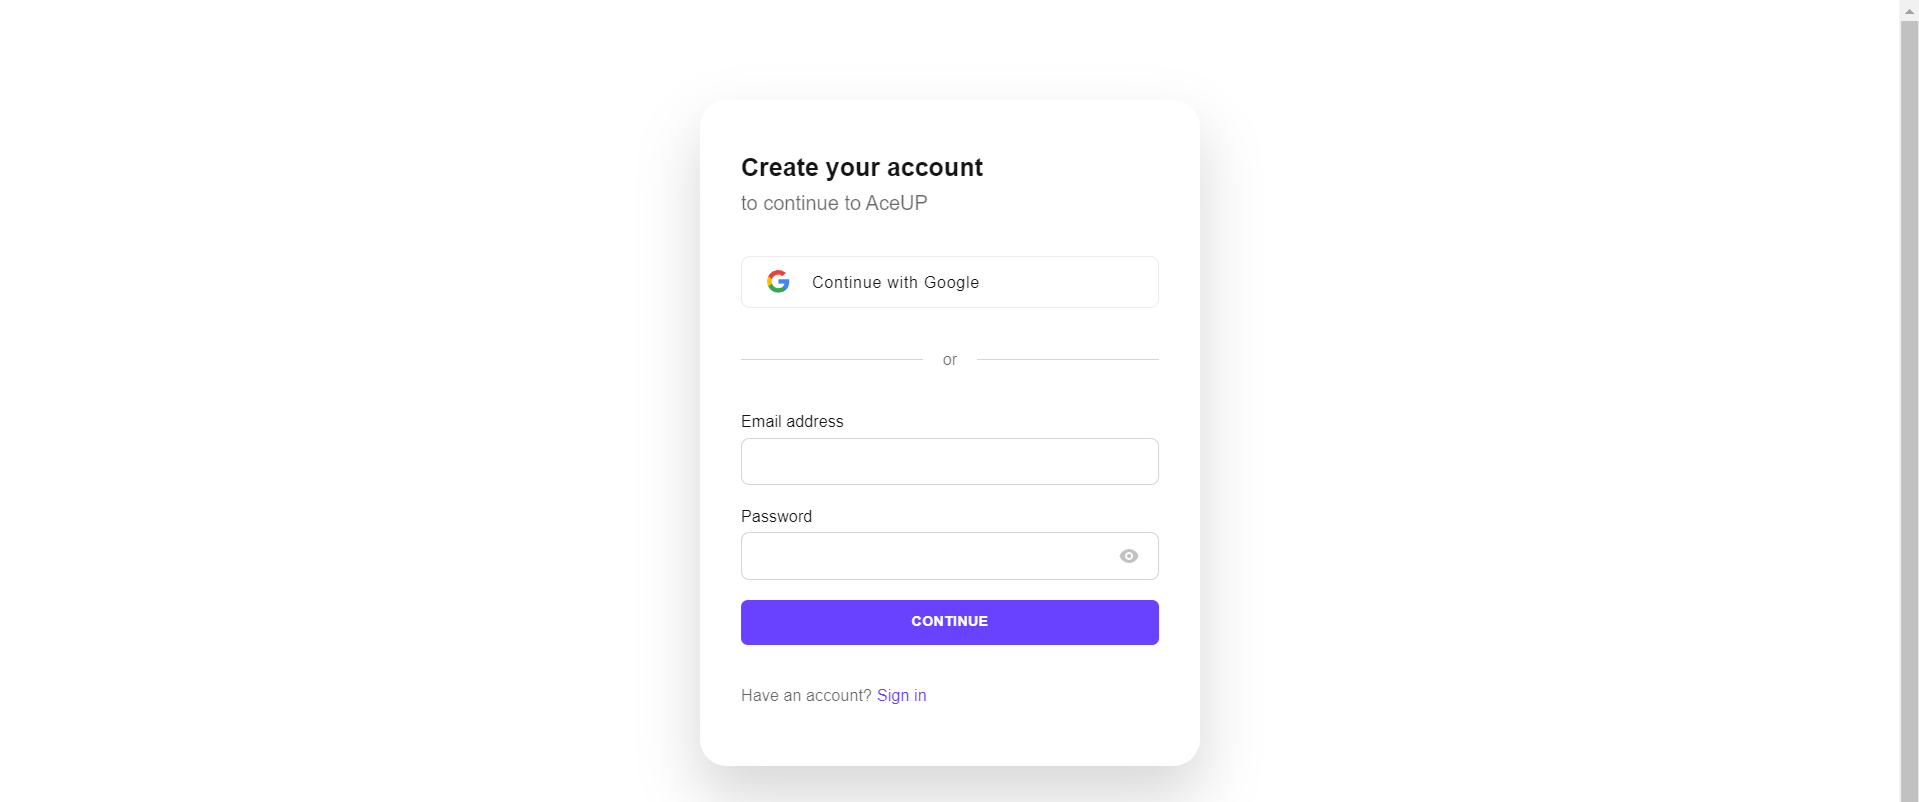 Create your account
to continue to AceUP
Continue with Google
or
Email address
Password
CONTINUE
Have an account? Sign in